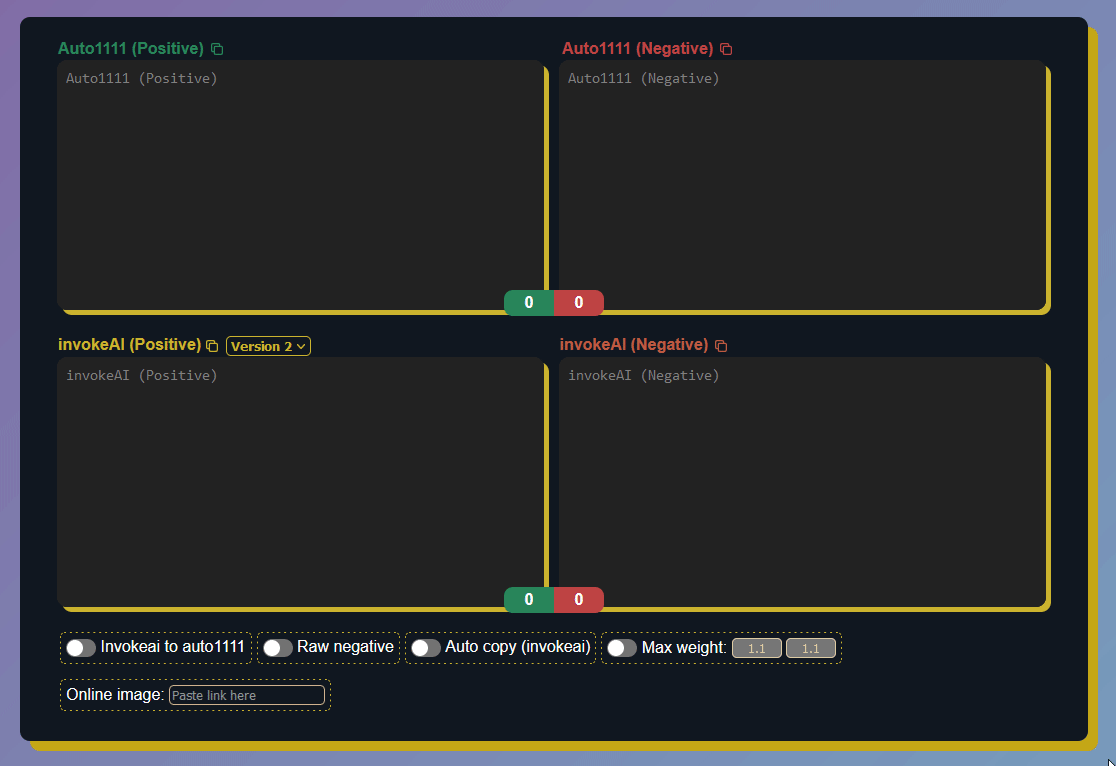 Auto1111 (Positive) Auto1111 (Negative)
Auto1111 (Positive) Auto1111 (Negative)
0 0
invokeAI (Positive) Version 2 invokeAI (Negative)
invokeAI (Positive) invokeAI (Negative)
0 0
Invokeai to auto1111 Raw negative Auto copy (invokeai) Max weight: 1.1 1.1
Online image: Paste link here